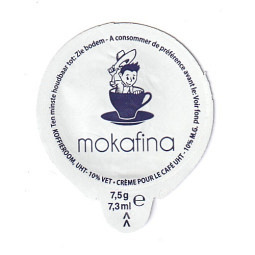 Ten minste houdbaar tot: Zie bodem - A consommer de préférence avant le: Voir fond
mokafina
KOFFIEROOM, UHT- 10% VET - CRÈME POUR LE CAFÉ UHT - 10% M.G.
7,5g
7,3ml e